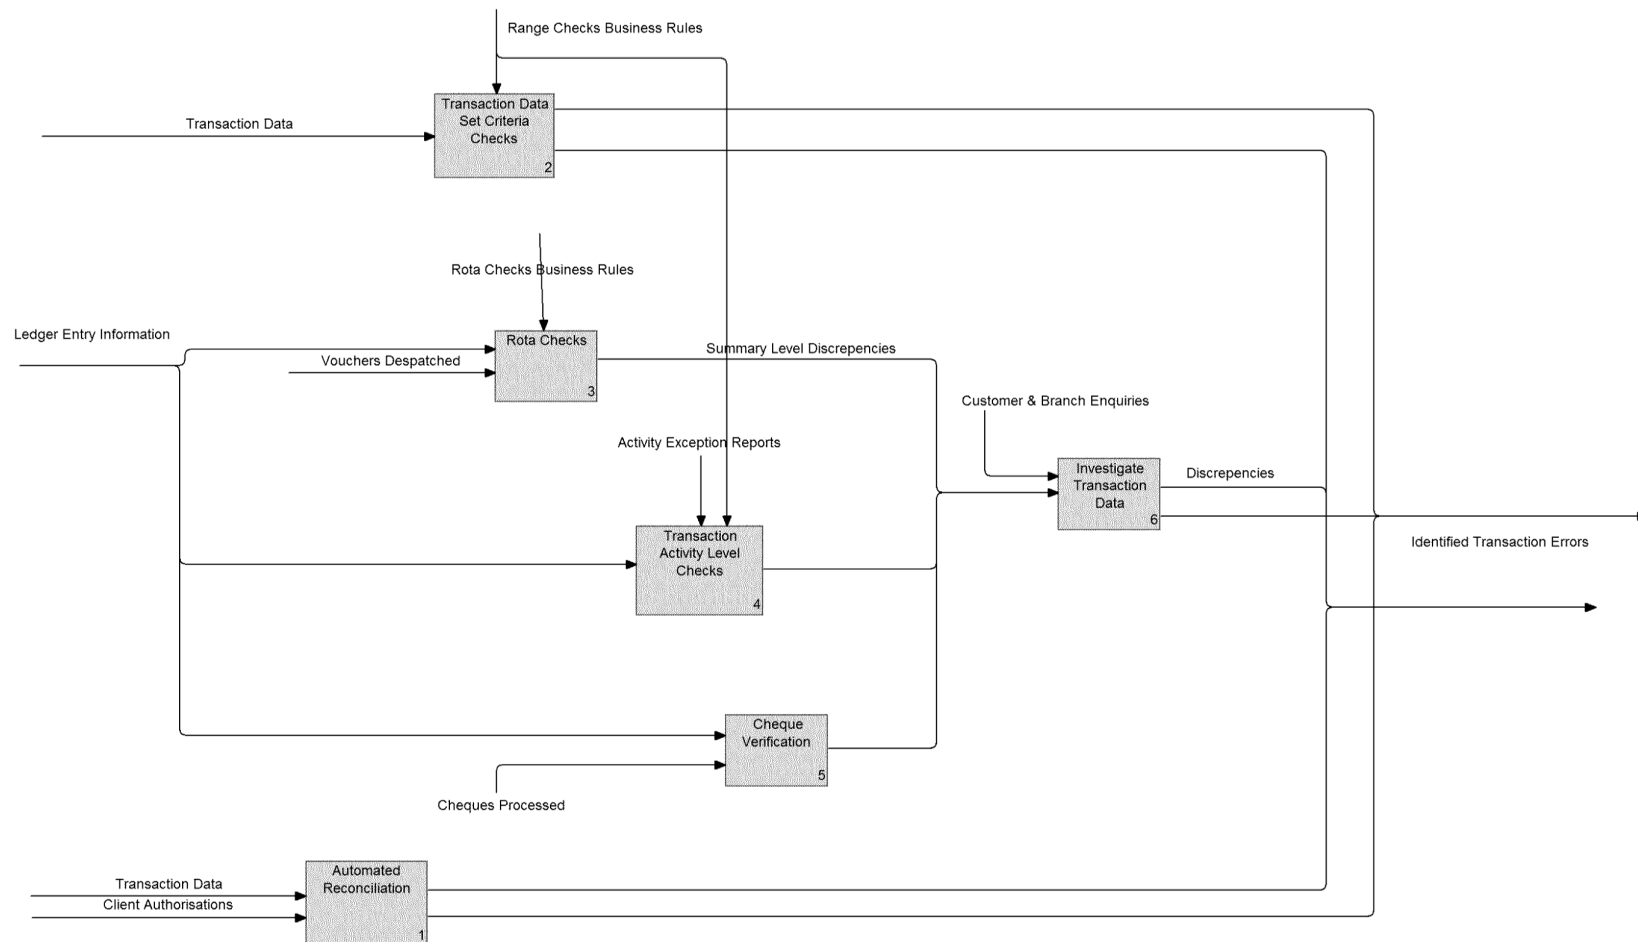 Range Checks Business Rules
Transaction Data
Set Criteria
Checks
2
Transaction Data
Rota Checks Business Rules
Ledger Entry Information
Rota Checks
3
Vouchers Despatched
Summary Level Discrepencies
Customer & Branch Enquiries
Activity Exception Reports
Investigate
Transaction
Data
6
Discrepencies
Identified Transaction Errors
Transaction
Activity Level
Checks
4
Cheque
Verification
5
Cheques Processed
Automated
Reconciliation
1
Transaction Data
Client Authorisations